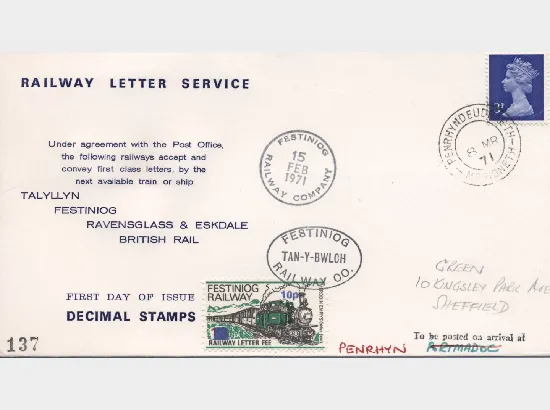 RAILWAY LETTER SERVICE
Under agreement with the Post Office,
the following railways accept and
convey first class letters, by the
next available train or ship
TALYLLYN
FESTINIOG
RAVENGLASS & ESKDALE
BRITISH RAIL
FIRST DAY OF ISSUE
DECIMAL STAMPS
137
FESTINIOG
15
FEB
1971
RAILWAY COMPANY
FESTINIOG
TAN-Y-BWLCH
RAILWAY CO.
FESTINIOG
RAILWAY
10p
RAILWAY LETTER FEE
PENRHYNDEUDRAETH
8 MR
71
MERIONETH
GREEN
10 KINGSLEY PARK AVE
SHEFFIELD
To be posted on arrival at
PENRHYN PORTMADOC